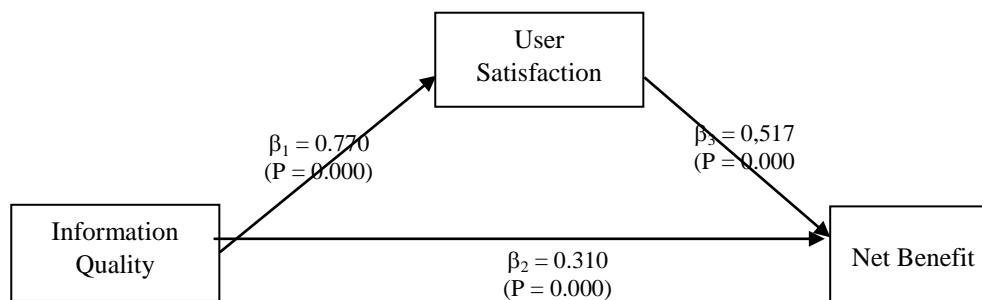 User
Satisfaction
β₁ = 0.770
(P = 0.000)
β₃ = 0,517
(P = 0.000
Information
Quality
β₂ = 0.310
(P = 0.000)
Net Benefit